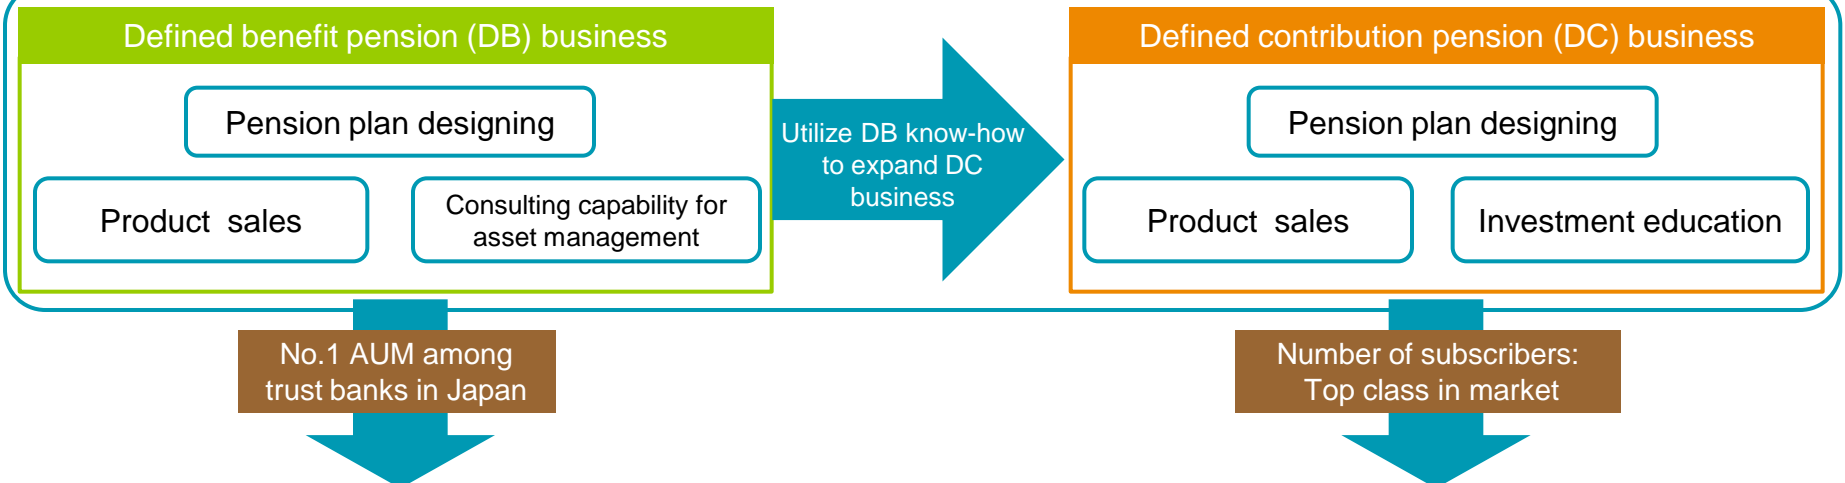 Defined benefit pension (DB) business
Pension plan designing
Product sales
Consulting capability for
asset management
Utilize DB know-how
to expand DC
business
Defined contribution pension (DC) business
Pension plan designing
Product sales
Investment education
No.1 AUM among
trust banks in Japan
Number of subscribers:
Top class in market